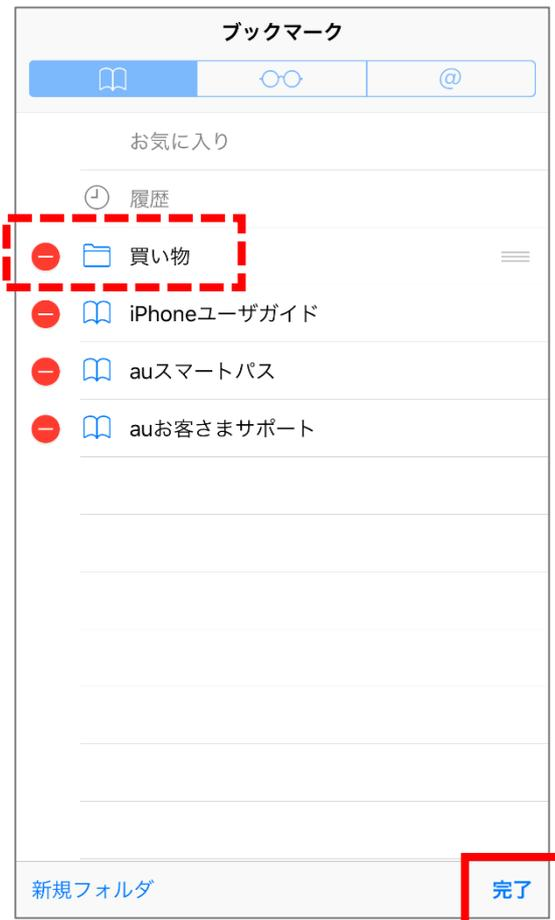 ブックマーク
@
お気に入り
履歴
買い物
iPhoneユーザガイド
auスマートパス
auお客さまサポート
新規フォルダ 完了